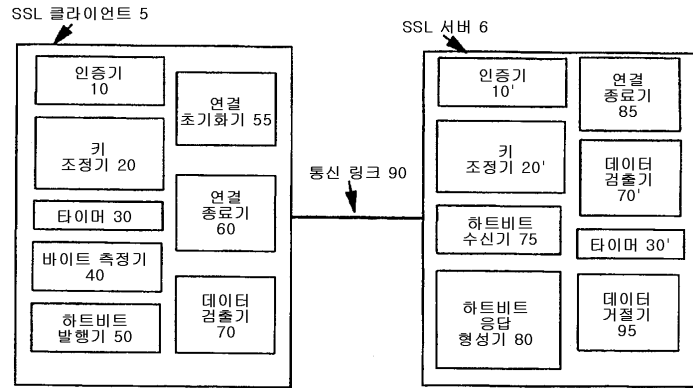 SSL 클라이언트 5
인증기
10
키
조정기 20
타이머 30
바이트 측정기
40
하트비트
발행기 50
연결
초기화기 55
연결
종료기
60
데이터
검출기
70
통신 링크 90
SSL 서버 6
인증기
10'
키
조정기 20'
하트비트
수신기 75
하트비트
응답
형성기 80
연결
종료기
85
데이터
검출기
70'
타이머 30'
데이터
거절기
95